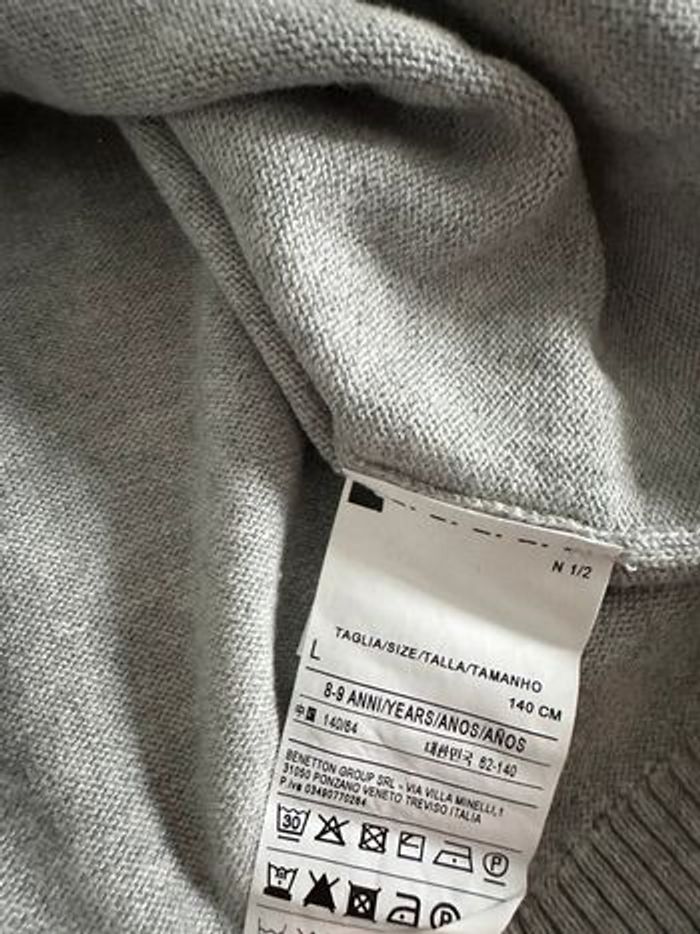 N 1/2
TAGLIA/SIZE/TALLA/TAMANHO
L 140 CM
8-9 ANNI/YEARS/ANOS/AÑOS
中国 140/64 대한민국 62-140
BENETTON GROUP SRL - VIA VILLA MINELLI,1
31050 PONZANO VENETO TREVISO ITALIA
P.iva 03490770264
30
P
P